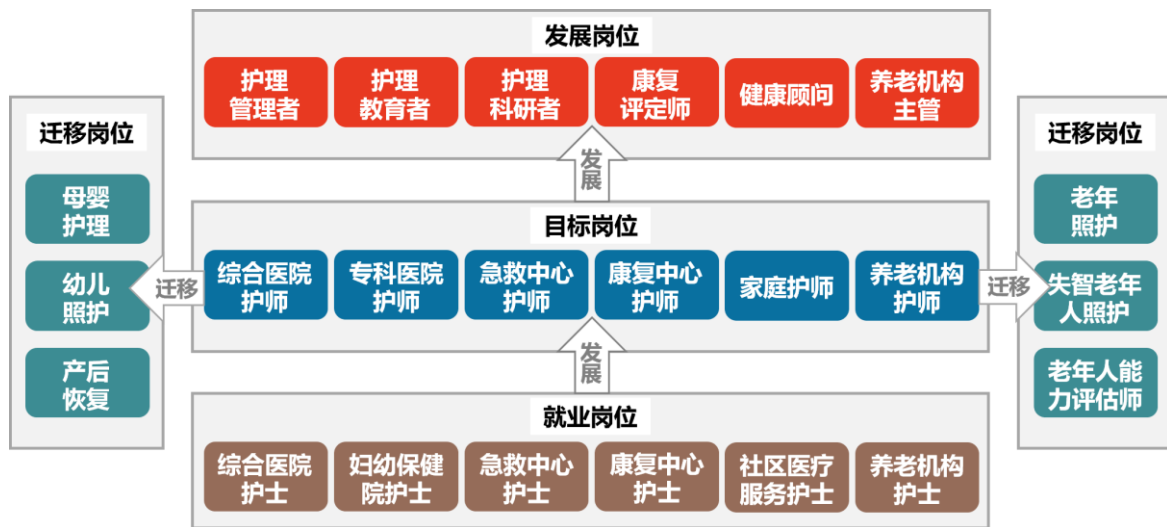 发展岗位
护理
管理者
护理
教育者
护理
科研者
康复
评定师
健康顾问
养老机构
主管
发展
迁移岗位
母婴
护理
幼儿
照护
产后
恢复
迁移
目标岗位
综合医院
护师
专科医院
护师
急救中心
护师
康复中心
护师
家庭护师
养老机构
护师
迁移
迁移岗位
老年
照护
失智老年
人照护
老年人能
力评估师
发展
就业岗位
综合医院
护士
妇幼保健
院护士
急救中心
护士
康复中心
护士
社区医疗
服务护士
养老机构
护士